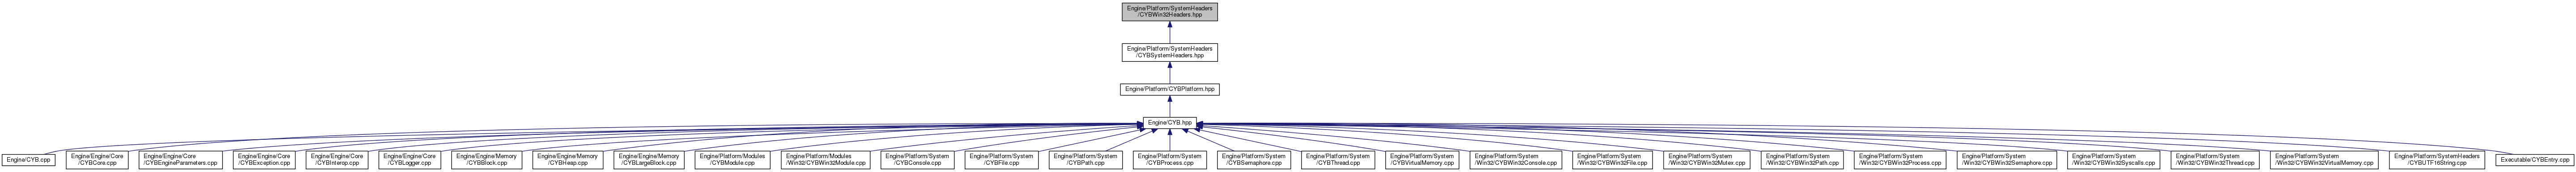 Engine/Platform/SystemHeaders
/CYBWin32Headers.hpp
Engine/Platform/SystemHeaders
/CYBSystemHeaders.hpp
Engine/Platform/CYBPlatform.hpp
Engine/CYB.hpp
Engine/CYB.cpp
Engine/Engine/Core
/CYBCore.cpp
Engine/Engine/Core
/CYBEngineParameters.cpp
Engine/Engine/Core
/CYBException.cpp
Engine/Engine/Core
/CYBInterop.cpp
Engine/Engine/Core
/CYBLogger.cpp
Engine/Engine/Memory
/CYBBlock.cpp
Engine/Engine/Memory
/CYBHeap.cpp
Engine/Engine/Memory
/CYBLargeBlock.cpp
Engine/Platform/Modules
/CYBModule.cpp
Engine/Platform/Modules
/Win32/CYBWin32Module.cpp
Engine/Platform/System
/CYBConsole.cpp
Engine/Platform/System
/CYBFile.cpp
Engine/Platform/System
/CYBPath.cpp
Engine/Platform/System
/CYBProcess.cpp
Engine/Platform/System
/CYBSemaphore.cpp
Engine/Platform/System
/CYBThread.cpp
Engine/Platform/System
/CYBVirtualMemory.cpp
Engine/Platform/System
/Win32/CYBWin32Console.cpp
Engine/Platform/System
/Win32/CYBWin32File.cpp
Engine/Platform/System
/Win32/CYBWin32Mutex.cpp
Engine/Platform/System
/Win32/CYBWin32Path.cpp
Engine/Platform/System
/Win32/CYBWin32Process.cpp
Engine/Platform/System
/Win32/CYBWin32Semaphore.cpp
Engine/Platform/System
/Win32/CYBWin32Syscalls.cpp
Engine/Platform/System
/Win32/CYBWin32Thread.cpp
Engine/Platform/System
/Win32/CYBWin32VirtualMemory.cpp
Engine/Platform/SystemHeaders
/CYBUTF16String.cpp
Executable/CYBEntry.cpp